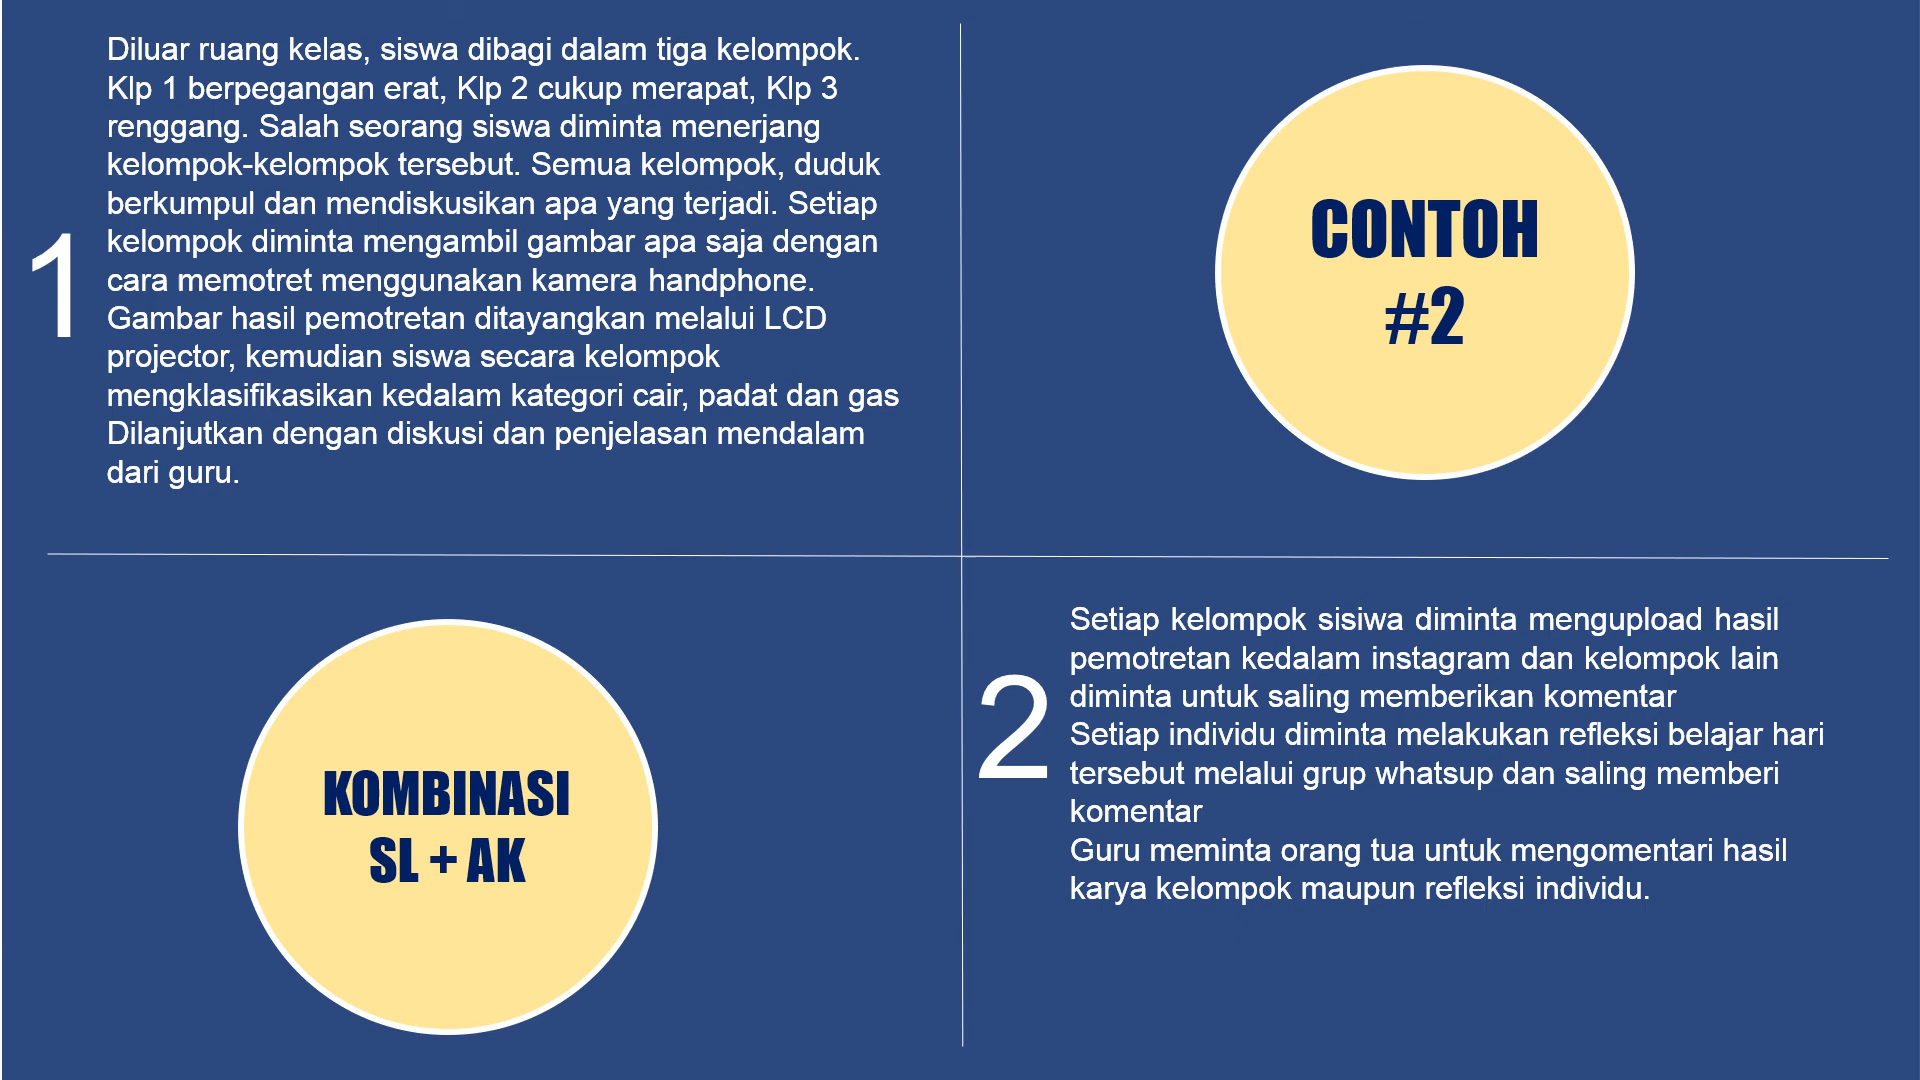 1
Diluar ruang kelas, siswa dibagi dalam tiga kelompok.
Klp 1 berpegangan erat, Klp 2 cukup merapat, Klp 3
renggang. Salah seorang siswa diminta menerjang
kelompok-kelompok tersebut. Semua kelompok, duduk
berkumpul dan mendiskusikan apa yang terjadi. Setiap
kelompok diminta mengambil gambar apa saja dengan
cara memotret menggunakan kamera handphone.
Gambar hasil pemotretan ditayangkan melalui LCD
projector, kemudian siswa secara kelompok
mengklasifikasikan kedalam kategori cair, padat dan gas
Dilanjutkan dengan diskusi dan penjelasan mendalam
dari guru.
CONTOH
#2
KOMBINASI
SL + AK
2
Setiap kelompok sisiwa diminta mengupload hasil
pemotretan kedalam instagram dan kelompok lain
diminta untuk saling memberikan komentar
Setiap individu diminta melakukan refleksi belajar hari
tersebut melalui grup whatsup dan saling memberi
komentar
Guru meminta orang tua untuk mengomentari hasil
karya kelompok maupun refleksi individu.